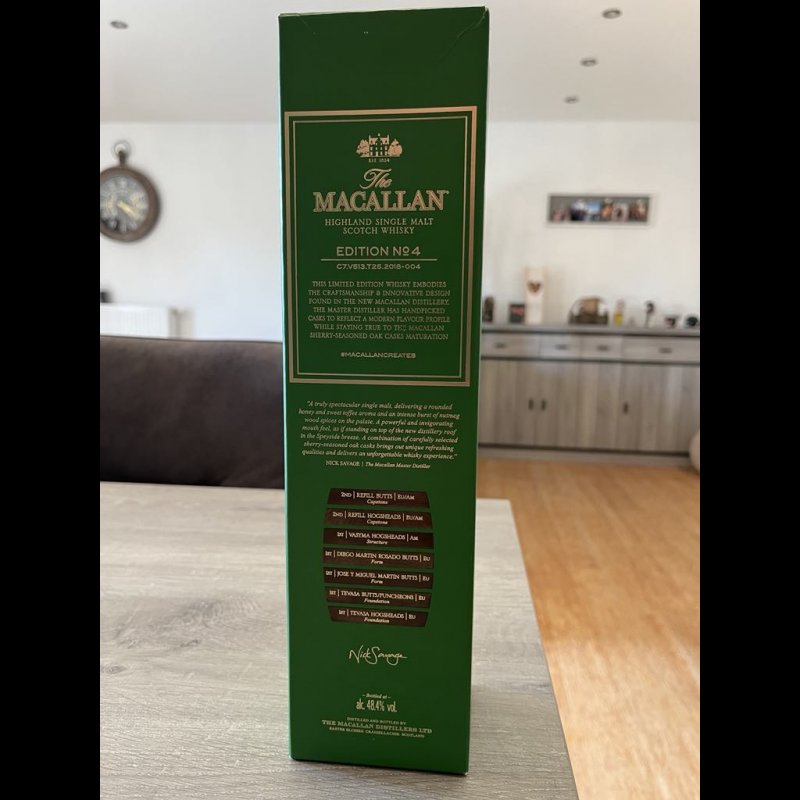 EST. 1824
The
MACALLAN
HIGHLAND SINGLE MALT
SCOTCH WHISKY
EDITION Nº4
C7.V513.T25.2018-004
THIS LIMITED EDITION WHISKY EMBODIES
THE CRAFTSMANSHIP & INNOVATIVE DESIGN
FOUND IN THE NEW MACALLAN DISTILLERY.
THE MASTER DISTILLER HAS HANDPICKED
CASKS TO REFLECT A MODERN FLAVOUR PROFILE
WHILE STAYING TRUE TO THE MACALLAN
SHERRY-SEASONED OAK CASKS MATURATION
#MACALLANCREATES
"A truly spectacular single malt, delivering a rounded
honey and sweet toffee aroma and an intense burst of nutmeg
wood spices on the palate. A powerful and invigorating
mouth feel, as if standing on top of the new distillery roof
in the Speyside breeze. A combination of carefully selected
sherry-seasoned oak casks brings out unique refreshing
qualities and delivers an unforgettable whisky experience."
NICK SAVAGE | The Macallan Master Distiller
2ND | REFILL BUTTS | EU/AM
Capstone
2ND | REFILL HOGSHEADS | EU/AM
Capstone
1ST | VASYMA HOGSHEADS | AM
Structure
1ST | DIEGO MARTIN ROSADO BUTTS | EU
Form
1ST | JOSE Y MIGUEL MARTIN BUTTS | EU
Form
1ST | TEVASA BUTTS/PUNCHEONS | EU
Foundation
1ST | TEVASA HOGSHEADS | EU
Foundation
Nick Savage
- Bottled at -
alc. 48.4% vol.
DISTILLED AND BOTTLED BY
THE MACALLAN DISTILLERS LTD
EASTER ELCHIES, CRAIGELLACHIE, SCOTLAND